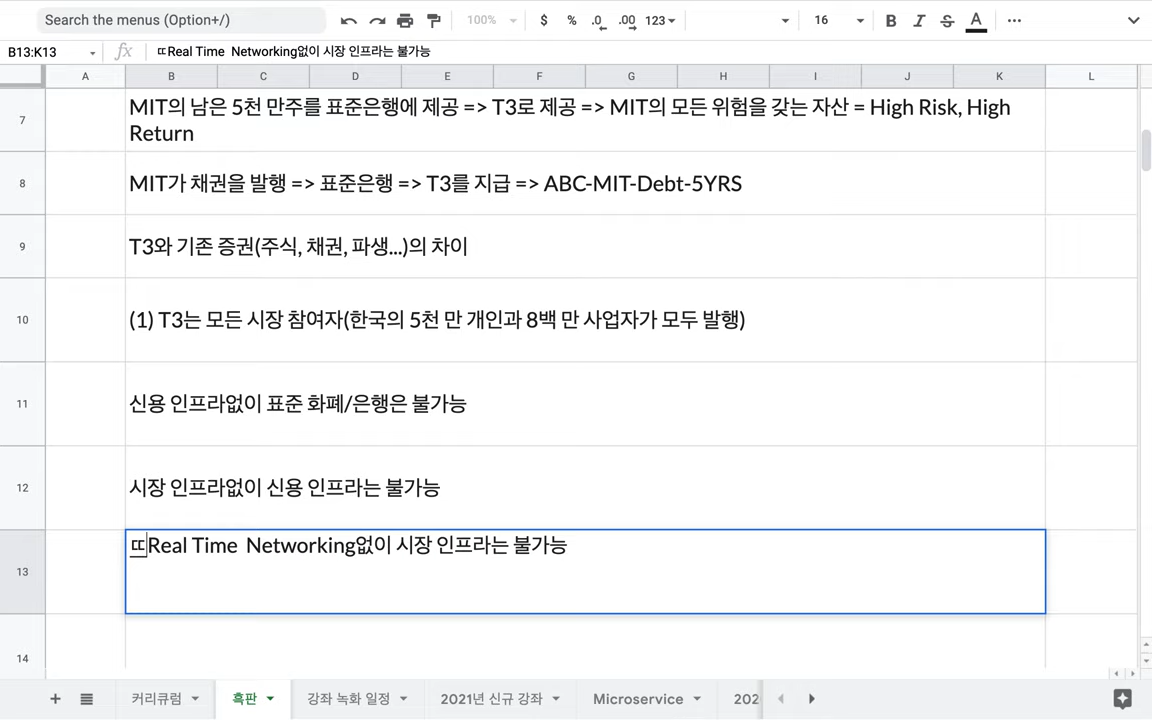 Search the menus (Option+/)
100%
$ % .0 .00 123
16
B I S A
B13:K13
fx
ㄸReal Time  Networking없이 시장 인프라는 불가능
A B C D E F G H I J K L
7
MIT의 남은 5천 만주를 표준은행에 제공 => T3로 제공 => MIT의 모든 위험을 갖는 자산 = High Risk, High
Return
8
MIT가 채권을 발행 => 표준은행 => T3를 지급 => ABC-MIT-Debt-5YRS
9
T3와 기존 증권(주식, 채권, 파생...)의 차이
10
(1) T3는 모든 시장 참여자(한국의 5천 만 개인과 8백 만 사업자가 모두 발행)
11
신용 인프라없이 표준 화폐/은행은 불가능
12
시장 인프라없이 신용 인프라는 불가능
13
ㄸReal Time  Networking없이 시장 인프라는 불가능
14
커리큐럼 흑판 강좌 녹화 일정 2021년 신규 강좌 Microservice 202